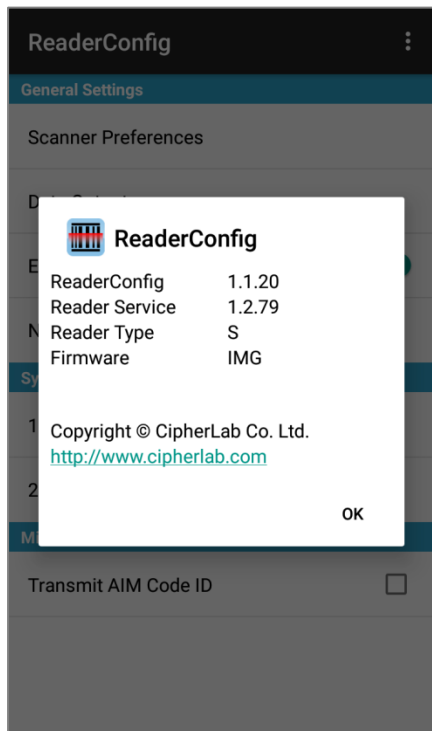 ReaderConfig
General Settings
Scanner Preferences
ReaderConfig
ReaderConfig 1.1.20
Reader Service 1.2.79
Reader Type S
Firmware IMG
Copyright © CipherLab Co. Ltd.
http://www.cipherlab.com
OK
Transmit AIM Code ID